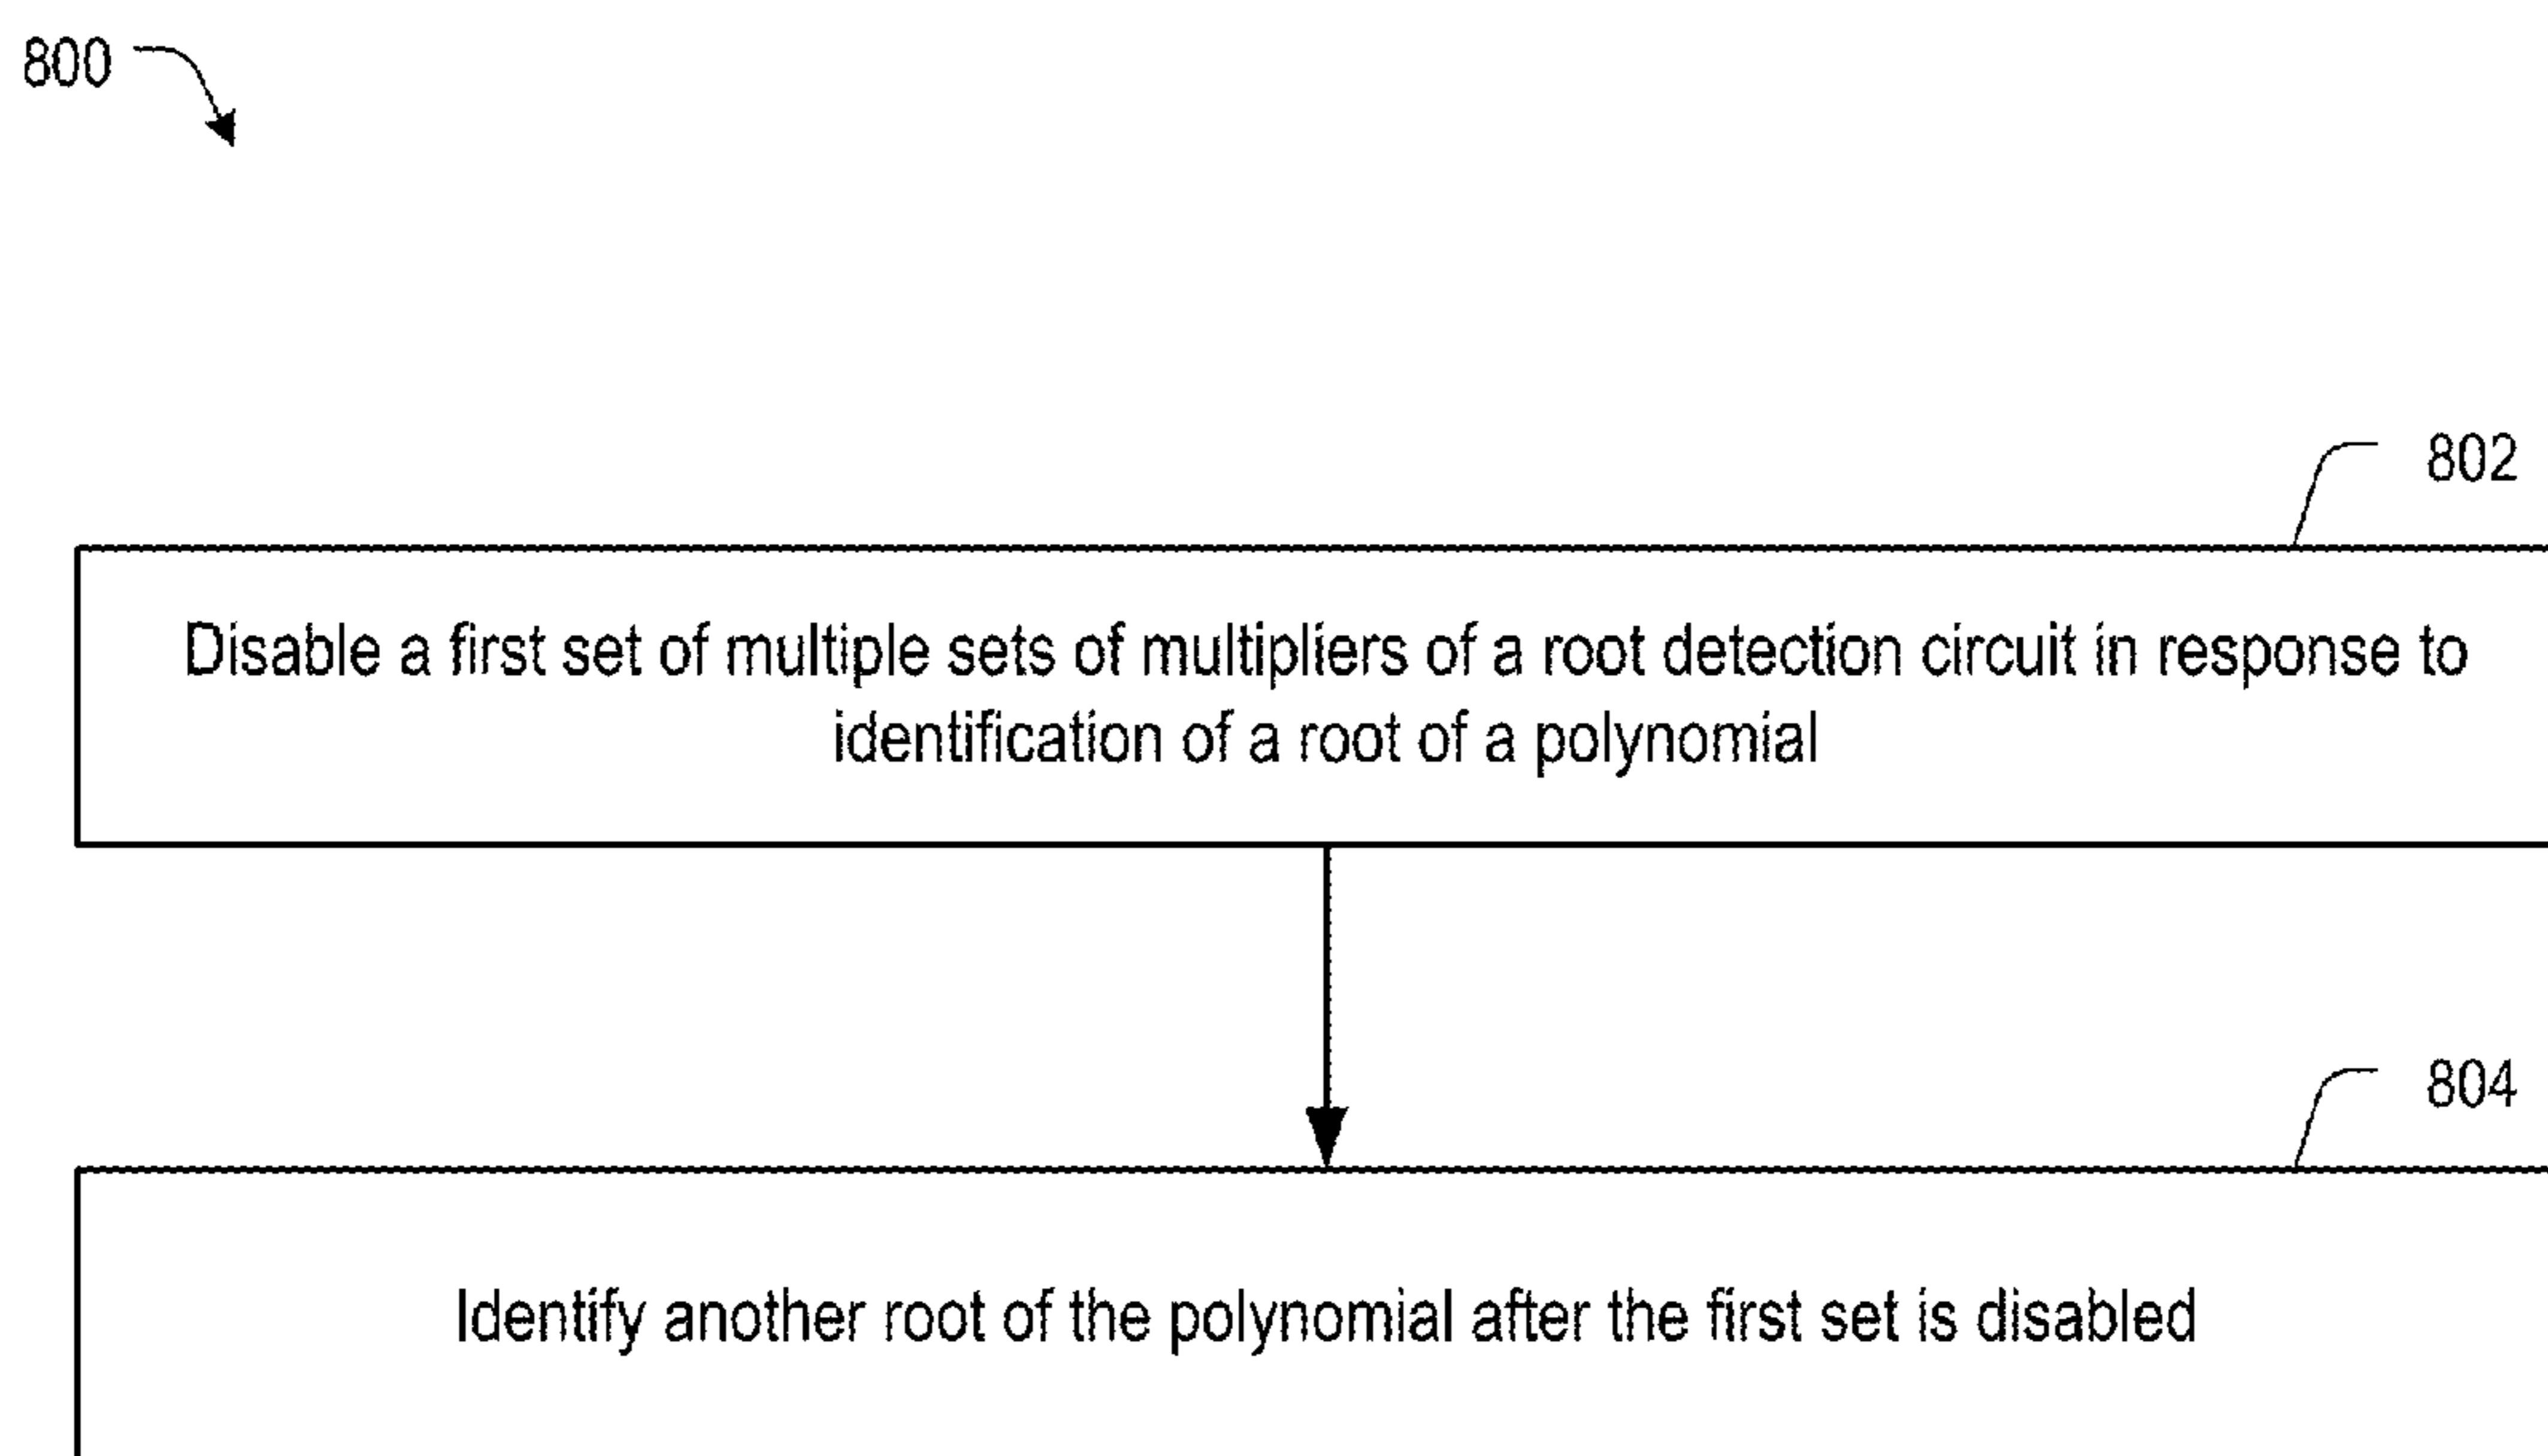 800
802
Disable a first set of multiple sets of multipliers of a root detection circuit in response to
identification of a root of a polynomial
804
Identify another root of the polynomial after the first set is disabled